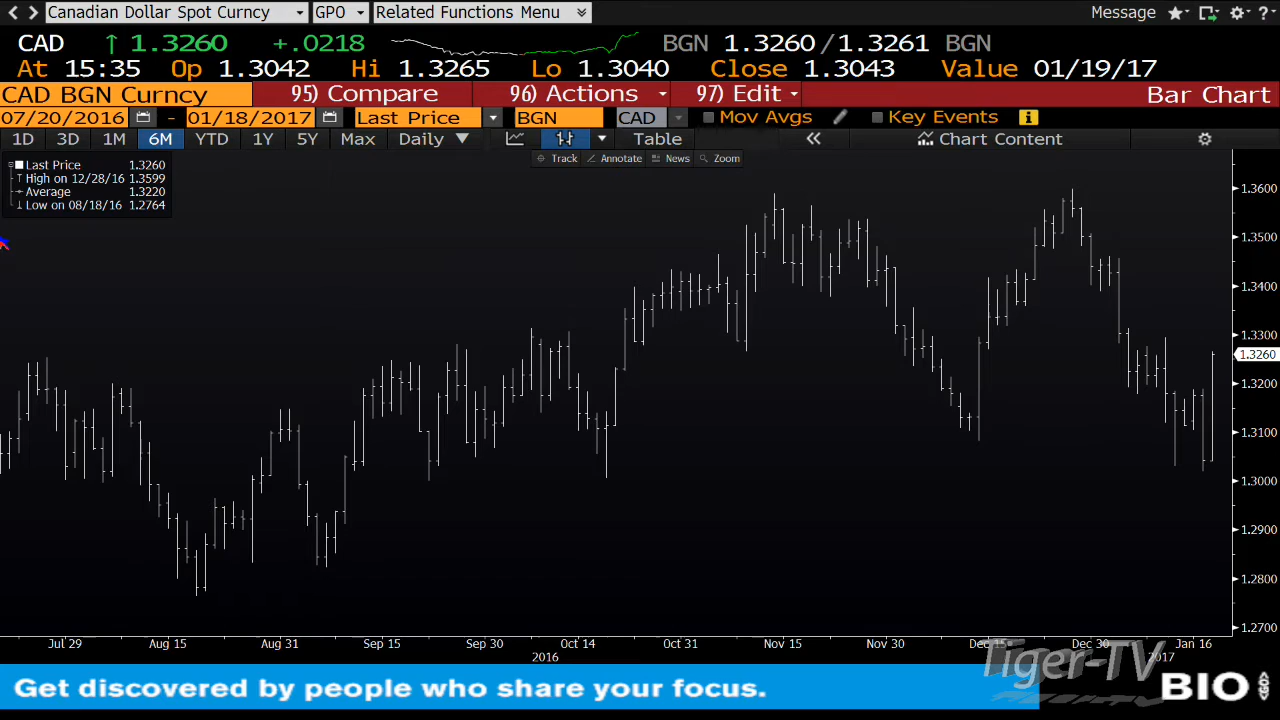 Canadian Dollar Spot Curncy GPO Related Functions Menu Message ?
CAD ↑ 1.3260 +.0218 BGN 1.3260/1.3261 BGN
At 15:35 Op 1.3042 Hi 1.3265 Lo 1.3040 Close 1.3043 Value 01/19/17
CAD BGN Curncy 95) Compare 96) Actions 97) Edit Bar Chart
07/20/2016 - 01/18/2017 Last Price BGN CAD Mov Avgs Key Events
1D 3D 1M 6M YTD 1Y 5Y Max Daily ▼ Table « Chart Content
Track Annotate News Zoom
Last Price 1.3260
High on 12/28/16 1.3599
Average 1.3220
Low on 08/18/16 1.2764
1.3600
1.3500
1.3400
1.3300
1.3260
1.3200
1.3100
1.3000
1.2900
1.2800
1.2700
Jul 29 Aug 15 Aug 31 Sep 15 Sep 30 Oct 14 Oct 31 Nov 15 Nov 30 Dec 15 Dec 30 Jan 16
2016 2017
Tiger-TV
Get discovered by people who share your focus.
BIO